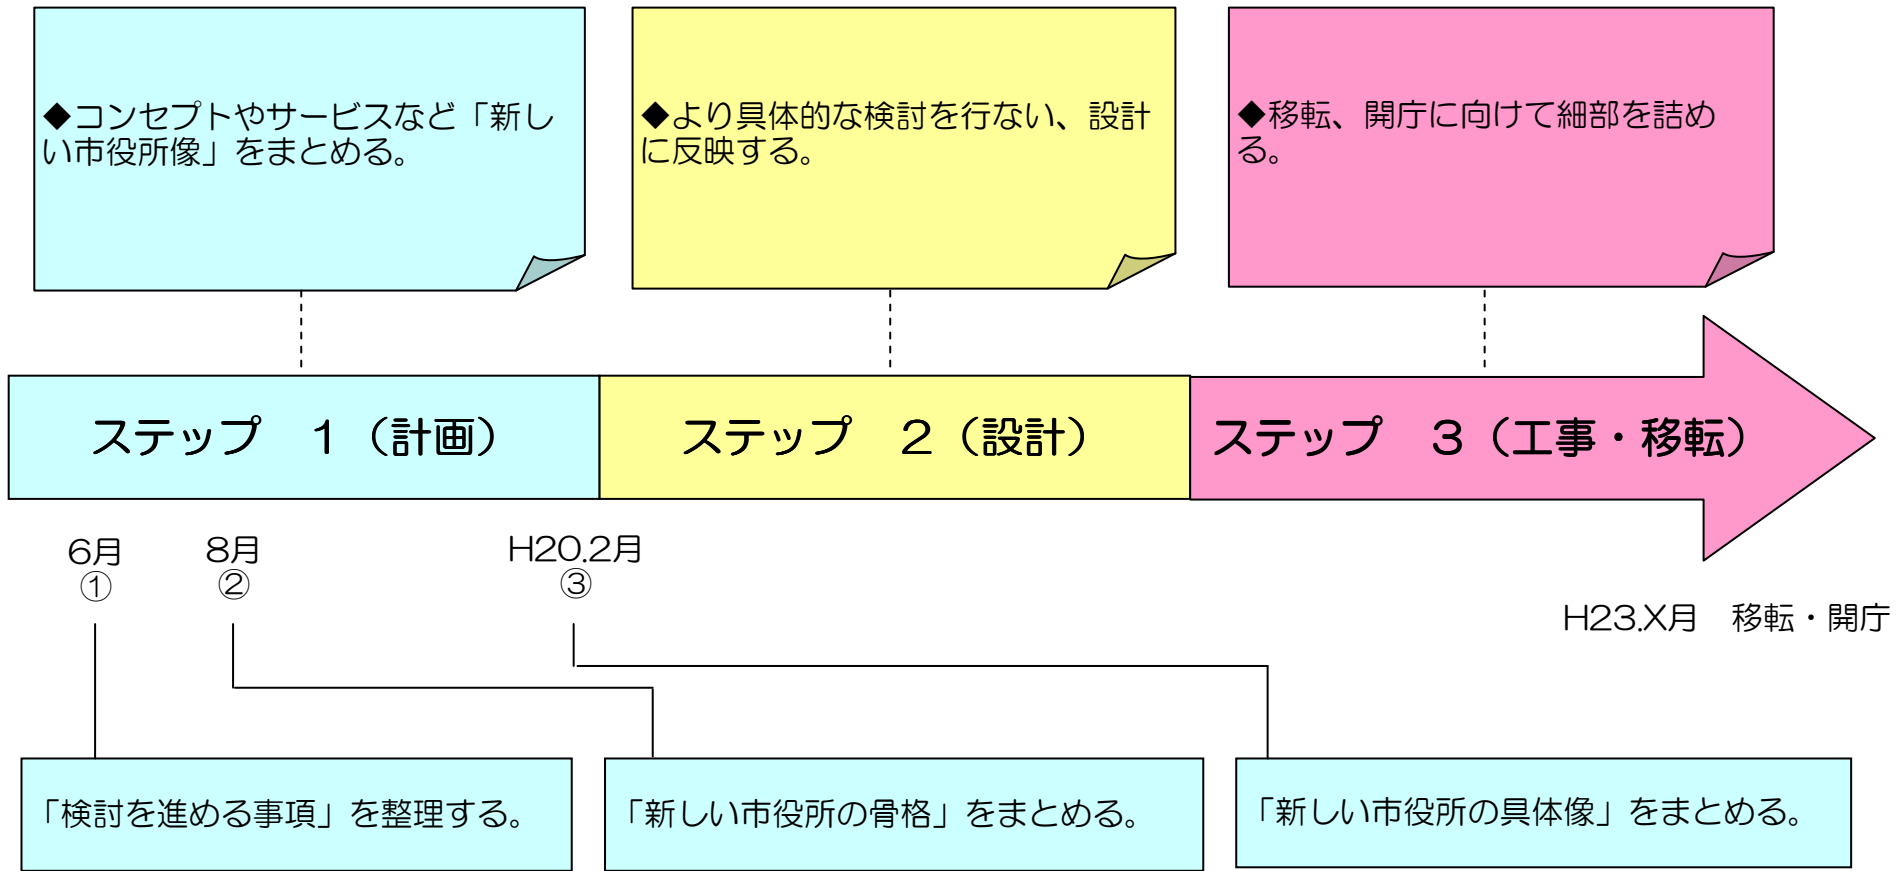 ◆コンセプトやサービスなど「新し
い市役所像」をまとめる。
◆より具体的な検討を行ない、設計
に反映する。
◆移転、開庁に向けて細部を詰め
る。
ステップ　１（計画）
ステップ　２（設計）
ステップ　３（工事・移転）
6月
①
8月
②
H20.2月
③
H23.X月　移転・開庁
「検討を進める事項」を整理する。
「新しい市役所の骨格」をまとめる。
「新しい市役所の具体像」をまとめる。